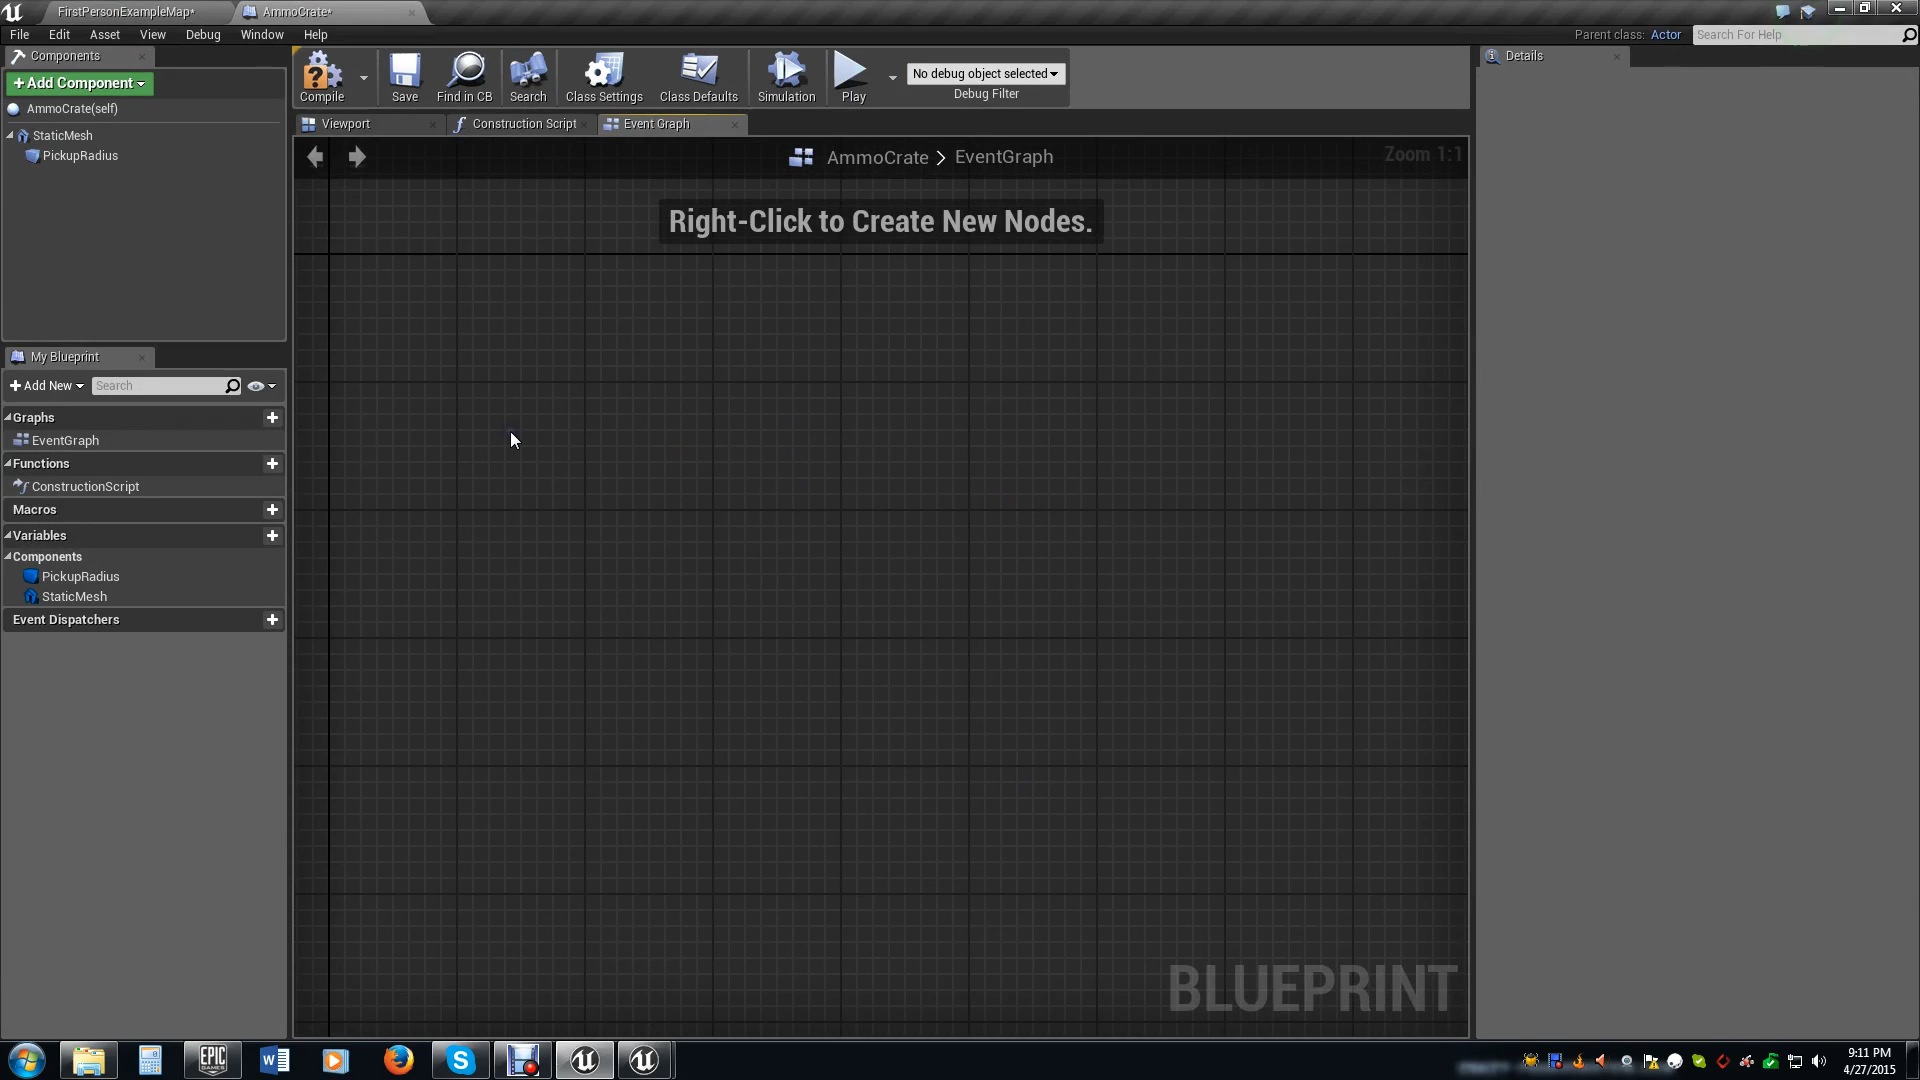 FirstPersonExampleMap*
AmmoCrate*
File Edit Asset View Debug Window Help
Parent class: Actor
Search For Help
Components
+Add Component
AmmoCrate(self)
StaticMesh
PickupRadius
Compile
Save
Find in CB
Search
Class Settings
Class Defaults
Simulation
Play
No debug object selected
Debug Filter
Details
Viewport
Construction Script
Event Graph
AmmoCrate > EventGraph
Zoom 1:1
Right-Click to Create New Nodes.
My Blueprint
+Add New
Search
Graphs
EventGraph
Functions
ConstructionScript
Macros
Variables
Components
PickupRadius
StaticMesh
Event Dispatchers
BLUEPRINT
EPIC
GAMES
9:11 PM
4/27/2015